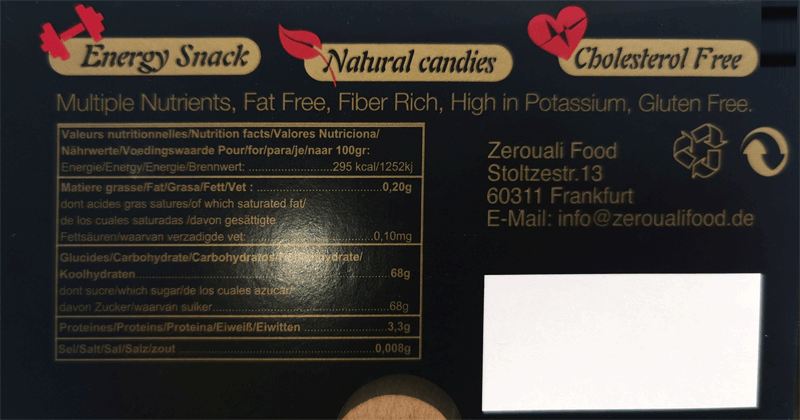 Energy Snack
Natural candies
Cholesterol Free
Multiple Nutrients, Fat Free, Fiber Rich, High in Potassium, Gluten Free.
Valeurs nutritionnelles/Nutrition facts/Valores Nutriciona/
Nährwerte/Voedingswaarde Pour/for/para/je/naar 100gr:
Energie/Energy/Energie/Brennwert: 295 kcal/1252kj
Matiere grasse/Fat/Grasa/Fett/Vet : 0,20g
dont acides gras satures/of which saturated fat/
de los cuales saturadas /davon gesättigte
Fettsäuren/waarvan verzadigde vet: 0,10mg
Glucides/Carbohydrate/Carbohydratos/
Koolhydraten 68g
dont sucre/which sugar/de los cuales azucar/
davon Zucker/waarvan suiker 68g
Proteines/Proteins/Proteina/Eiweiß/Eiwitten 3,3g
Sel/Salt/Sal/Salz/zout 0,008g
Zerouali Food
Stoltzestr.13
60311 Frankfurt
E-Mail: info@zeroualifood.de